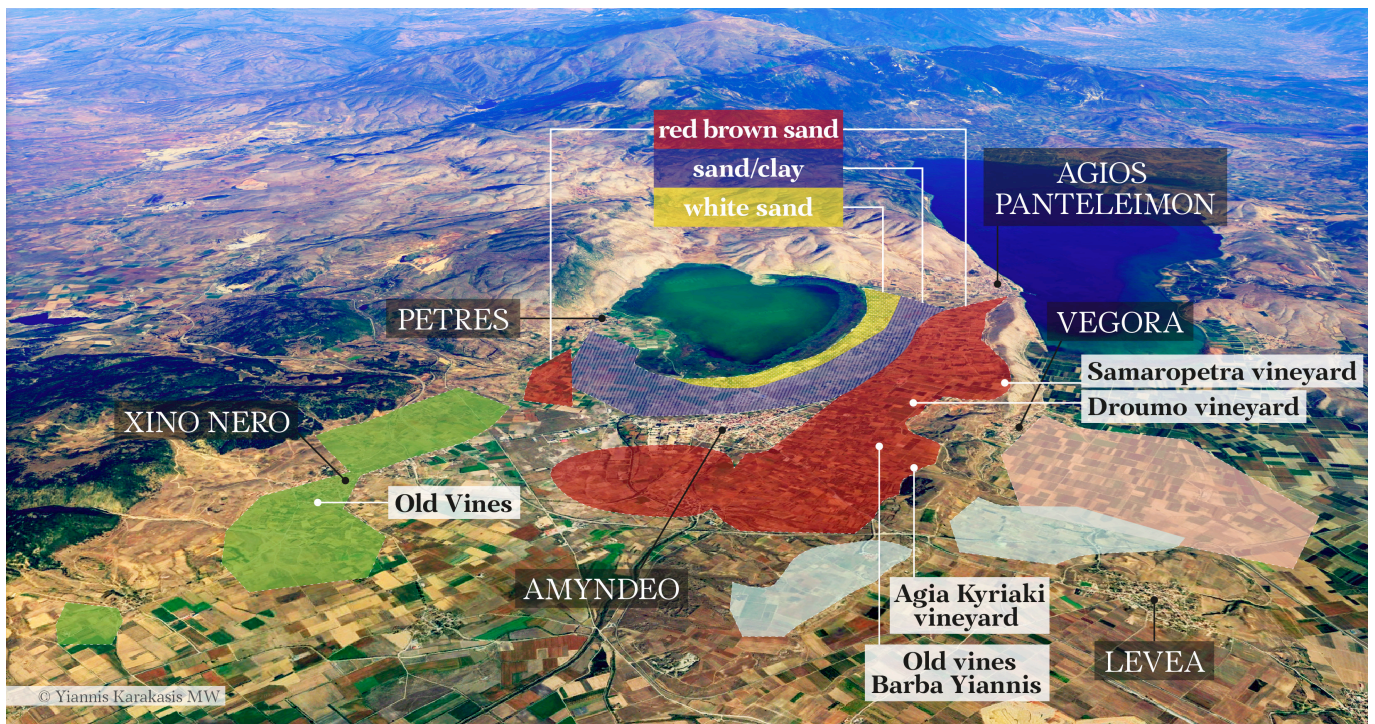 red brown sand
sand/clay
white sand
AGIOS
PANTELEIMON
PETRES
VEGORA
Samaropetra vineyard
Droumo vineyard
XINO NERO
Old Vines
AMYNDEO
Agia Kyriaki
vineyard
Old vines
Barba Yiannis
LEVEA
© Yiannis Karakasis MW